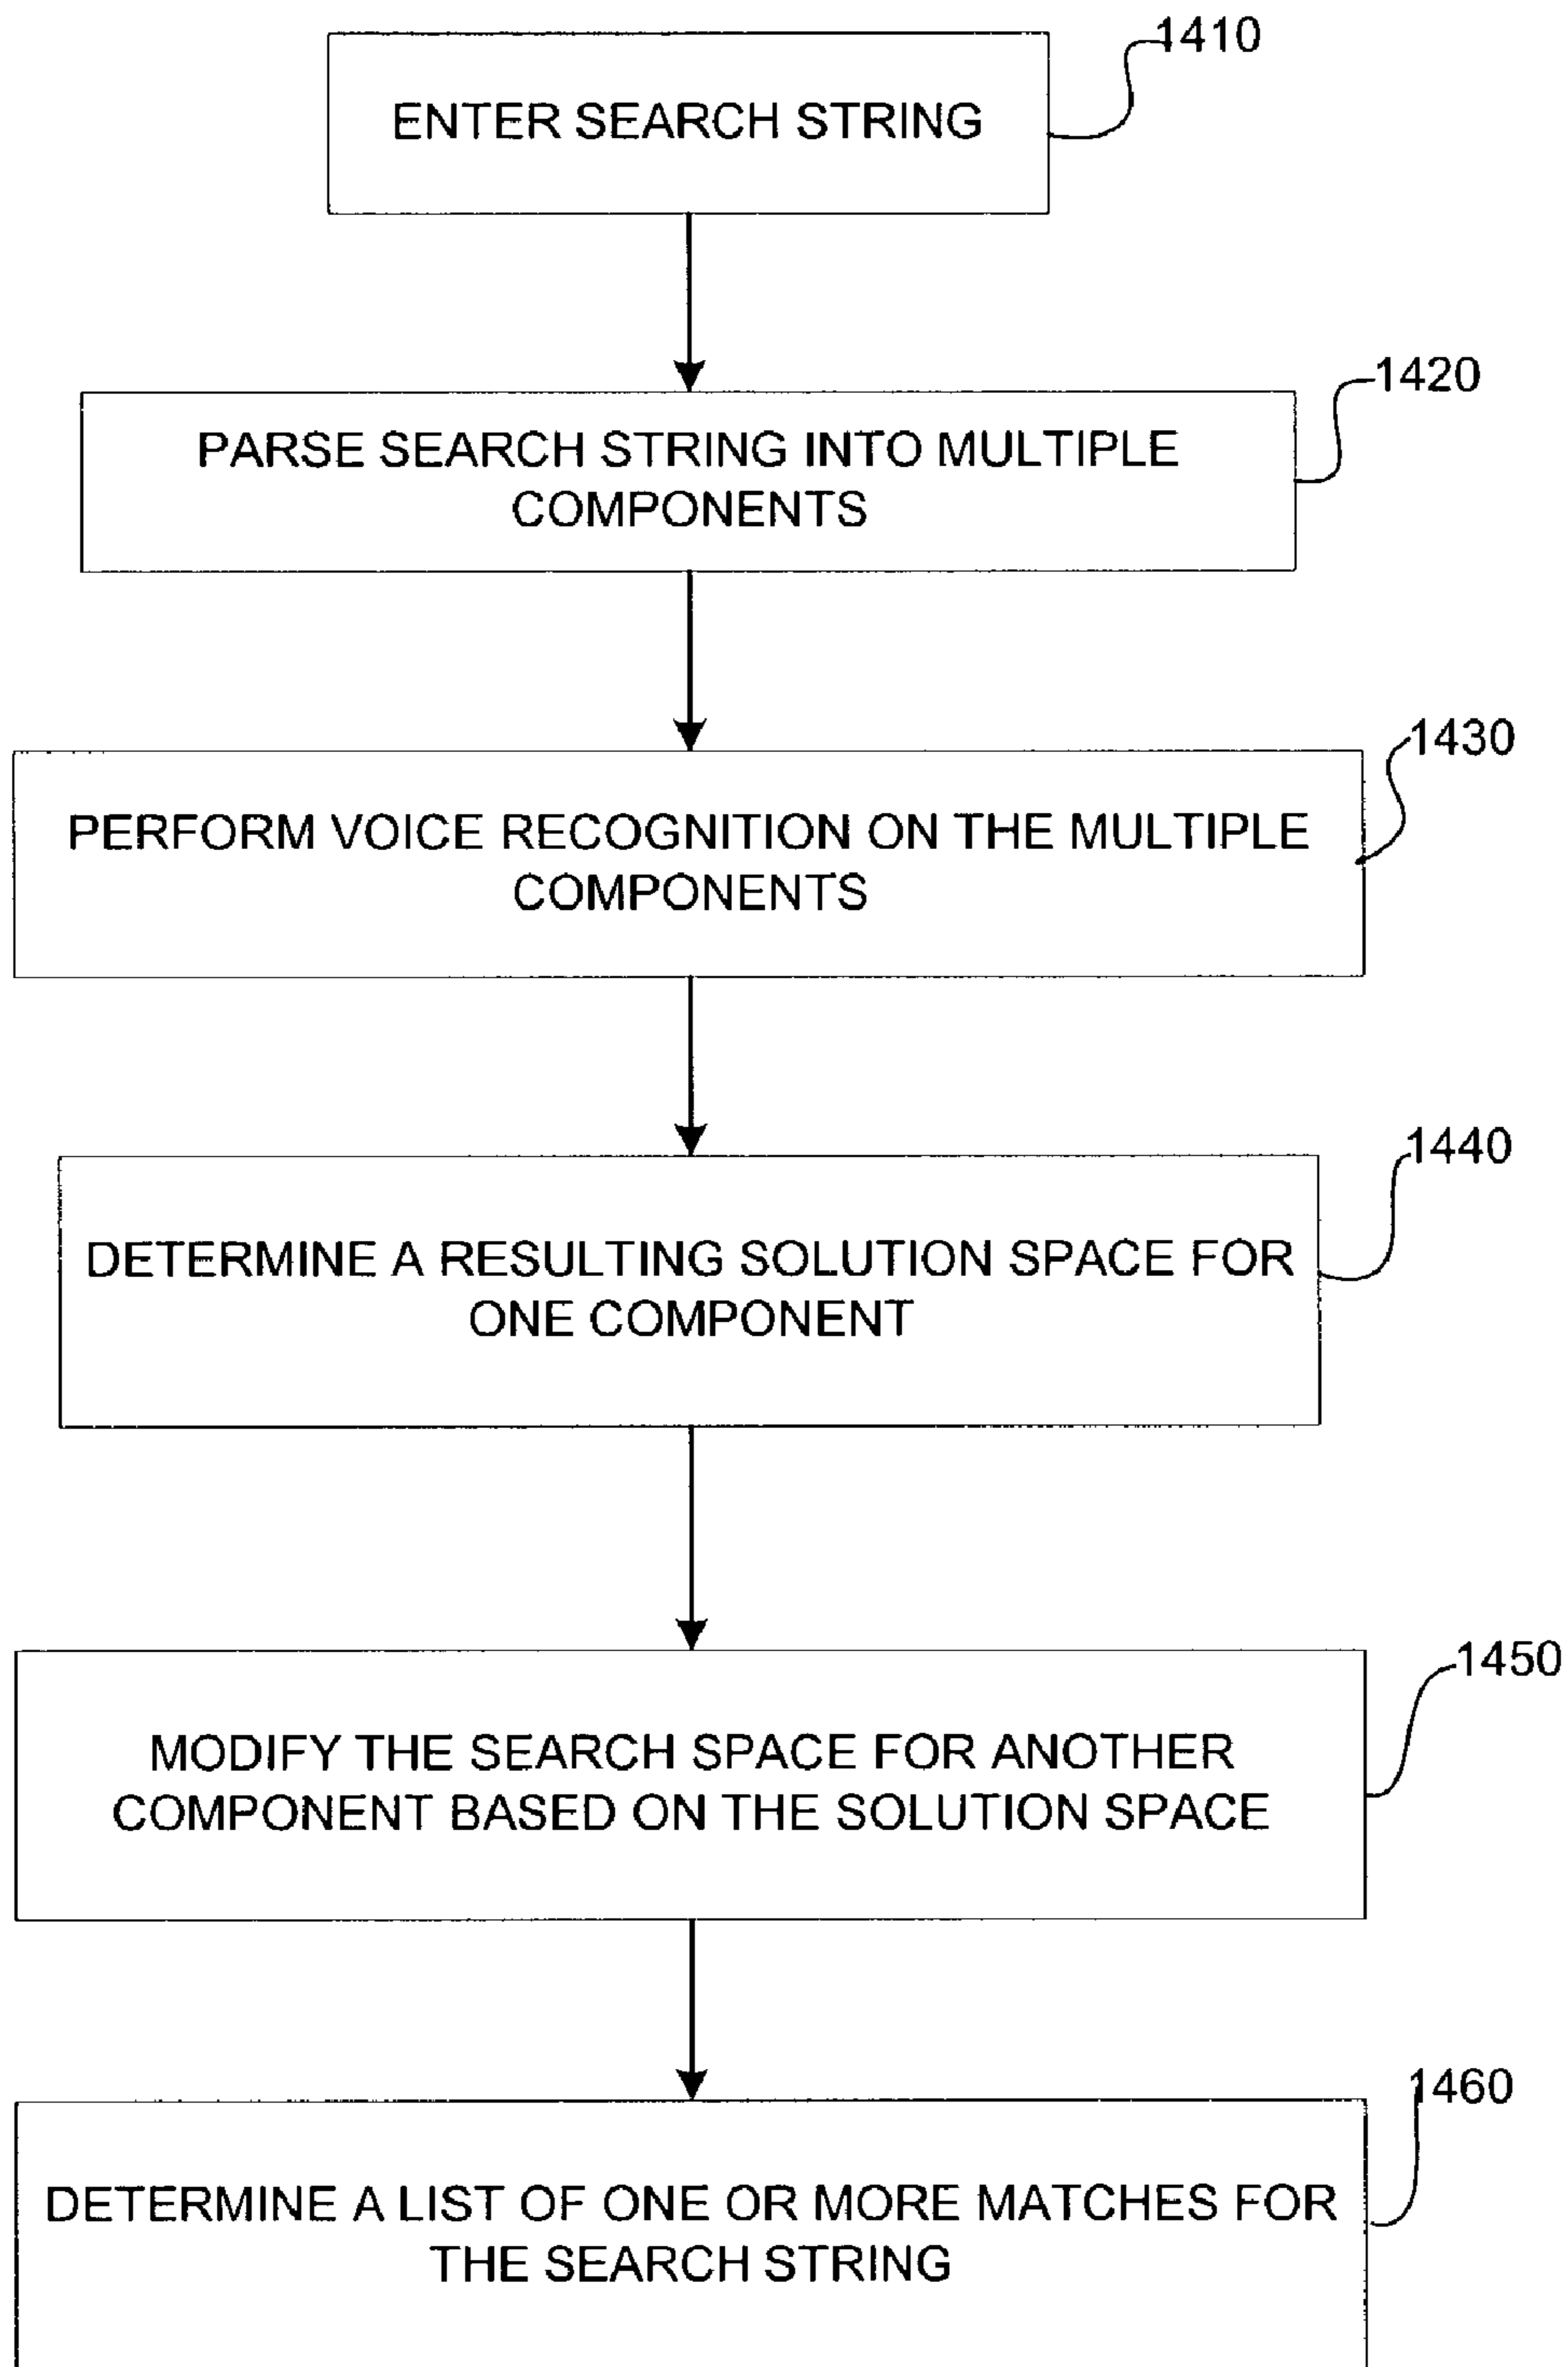 1410
ENTER SEARCH STRING
1420
PARSE SEARCH STRING INTO MULTIPLE
COMPONENTS
1430
PERFORM VOICE RECOGNITION ON THE MULTIPLE
COMPONENTS
1440
DETERMINE A RESULTING SOLUTION SPACE FOR
ONE COMPONENT
1450
MODIFY THE SEARCH SPACE FOR ANOTHER
COMPONENT BASED ON THE SOLUTION SPACE
1460
DETERMINE A LIST OF ONE OR MORE MATCHES FOR
THE SEARCH STRING